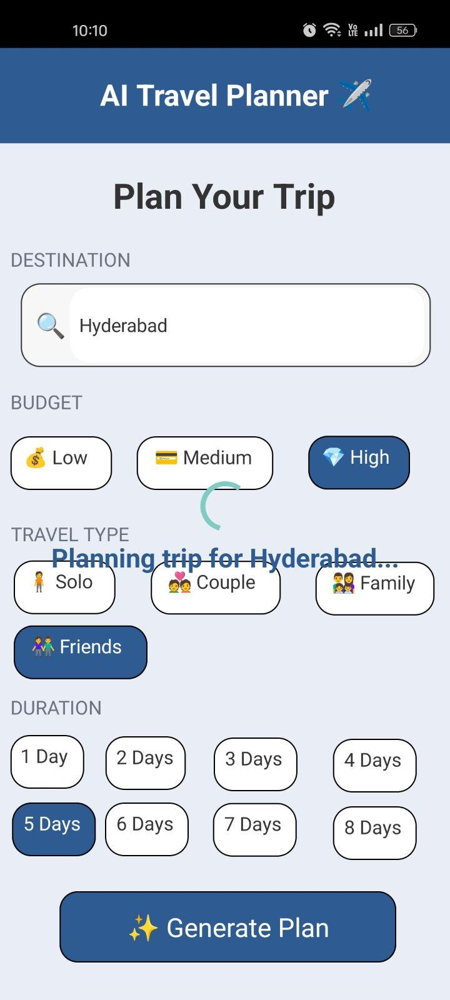 10:10
Vo LTE
56
AI Travel Planner ✈️
Plan Your Trip
DESTINATION
🔍 Hyderabad
BUDGET
💰 Low 💳 Medium 💎 High
TRAVEL TYPE
Planning trip for Hyderabad...
🧍 Solo 💑 Couple 👨‍👩‍👧‍👦 Family
👫 Friends
DURATION
1 Day 2 Days 3 Days 4 Days
5 Days 6 Days 7 Days 8 Days
✨ Generate Plan